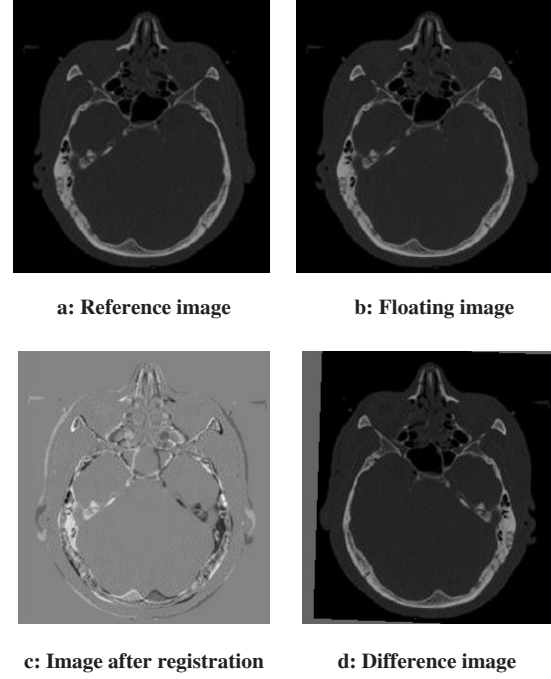 a: Reference image
b: Floating image
c: Image after registration
d: Difference image